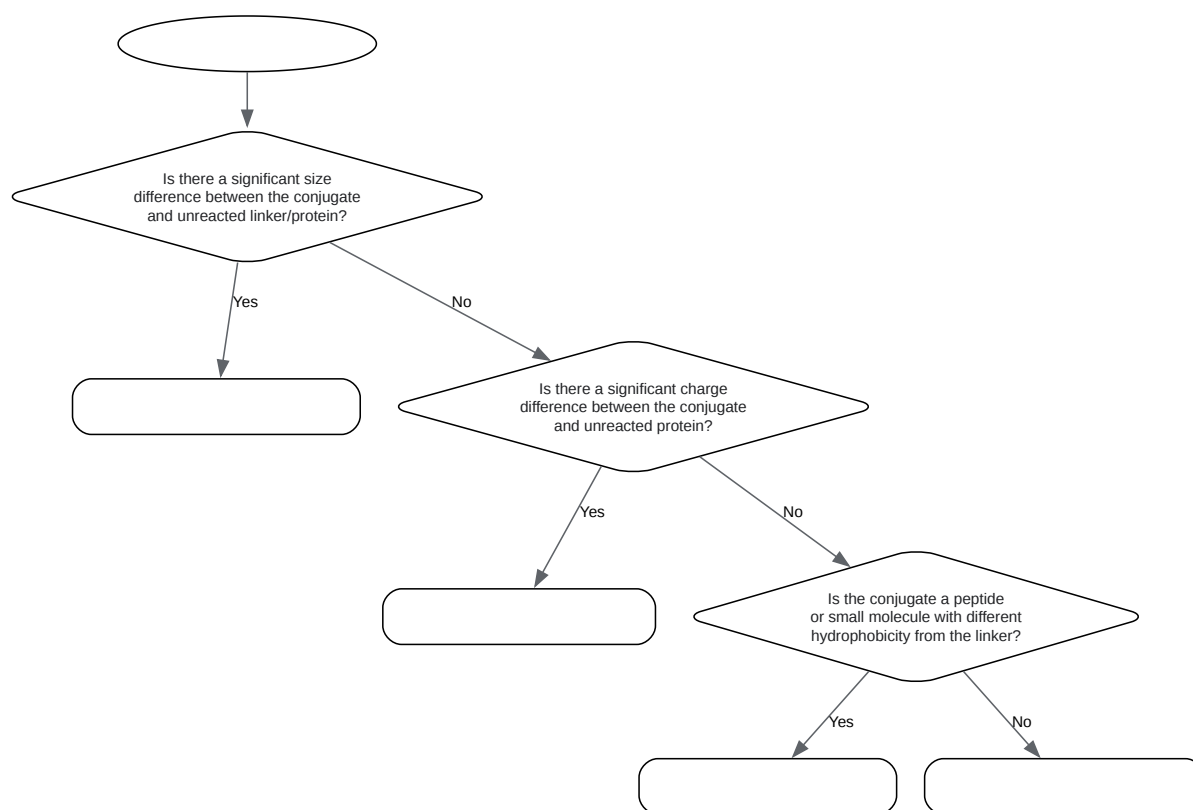 Is there a significant size
difference between the conjugate
and unreacted linker/protein?
Yes
No
Is there a significant charge
difference between the conjugate
and unreacted protein?
Yes
No
Is the conjugate a peptide
or small molecule with different
hydrophobicity from the linker?
Yes
No